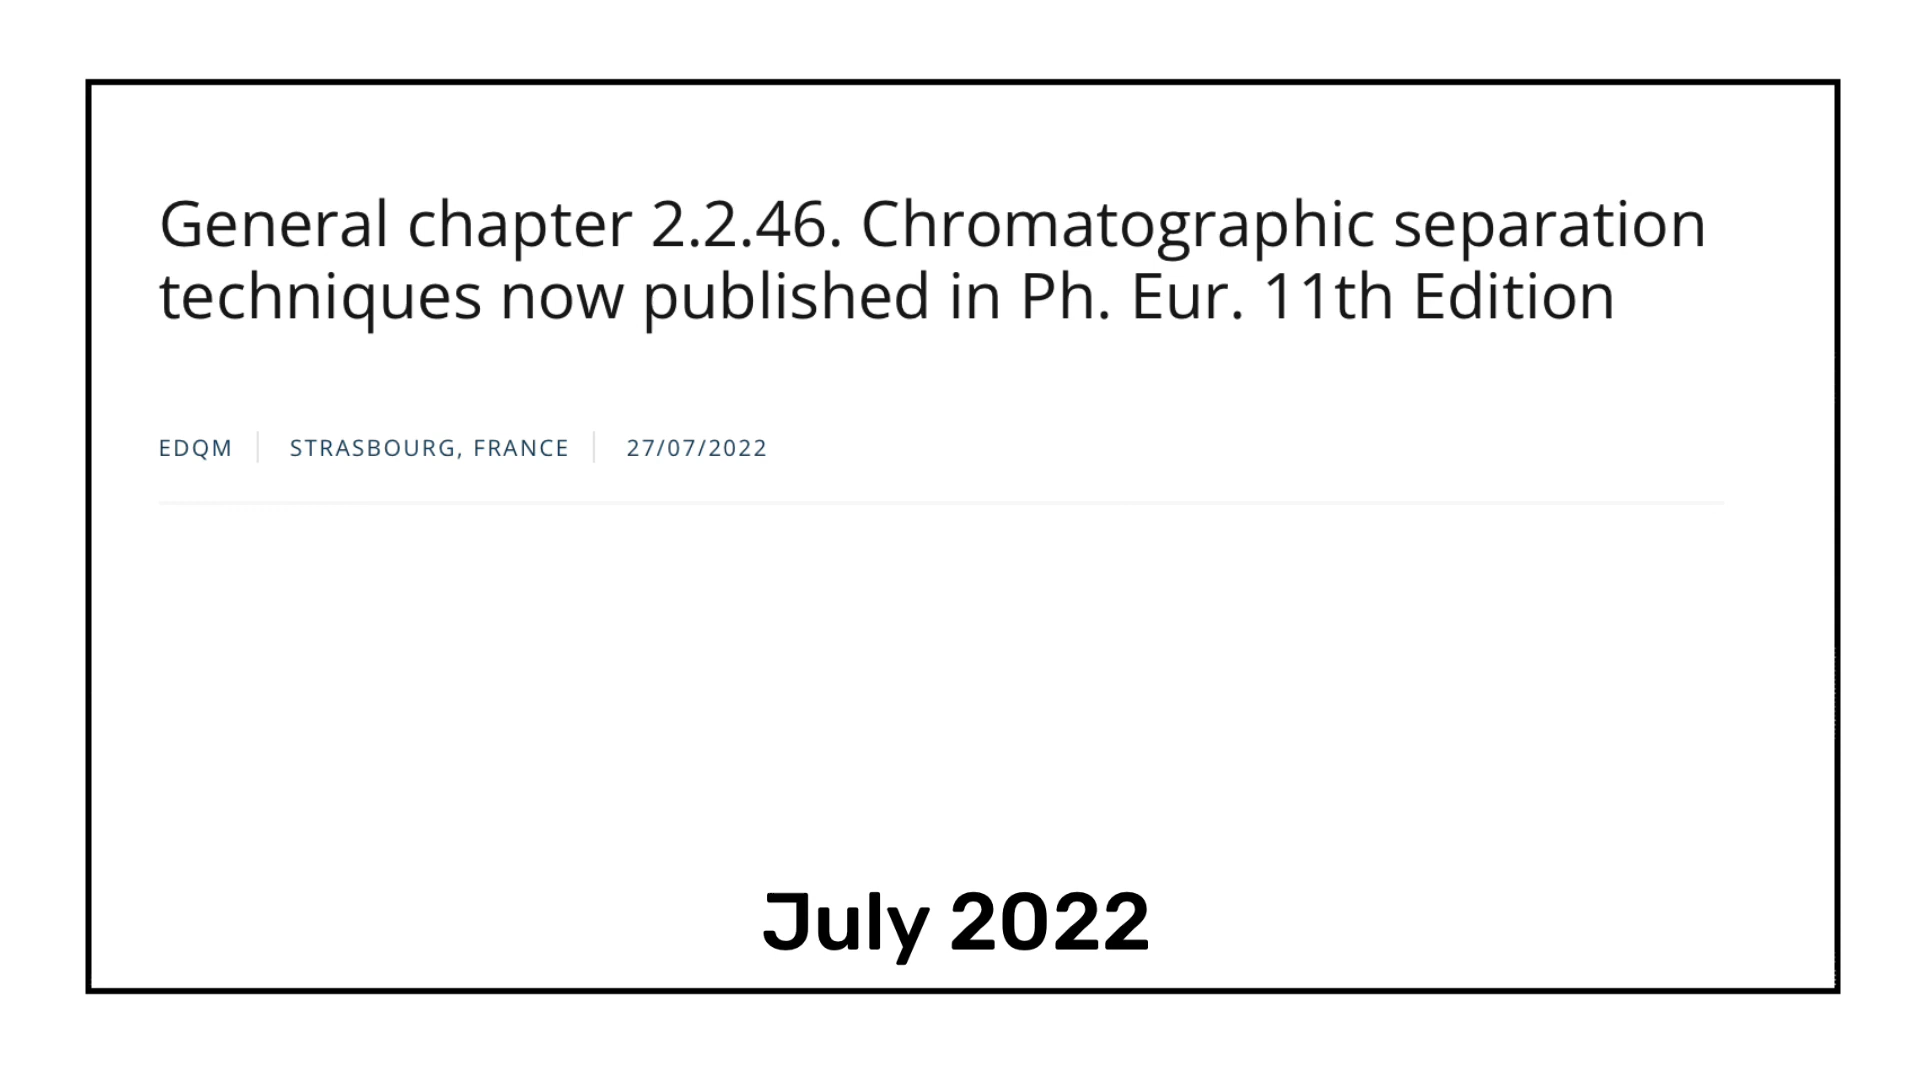 General chapter 2.2.46. Chromatographic separation
techniques now published in Ph. Eur. 11th Edition
EDQM | STRASBOURG, FRANCE | 27/07/2022
July 2022